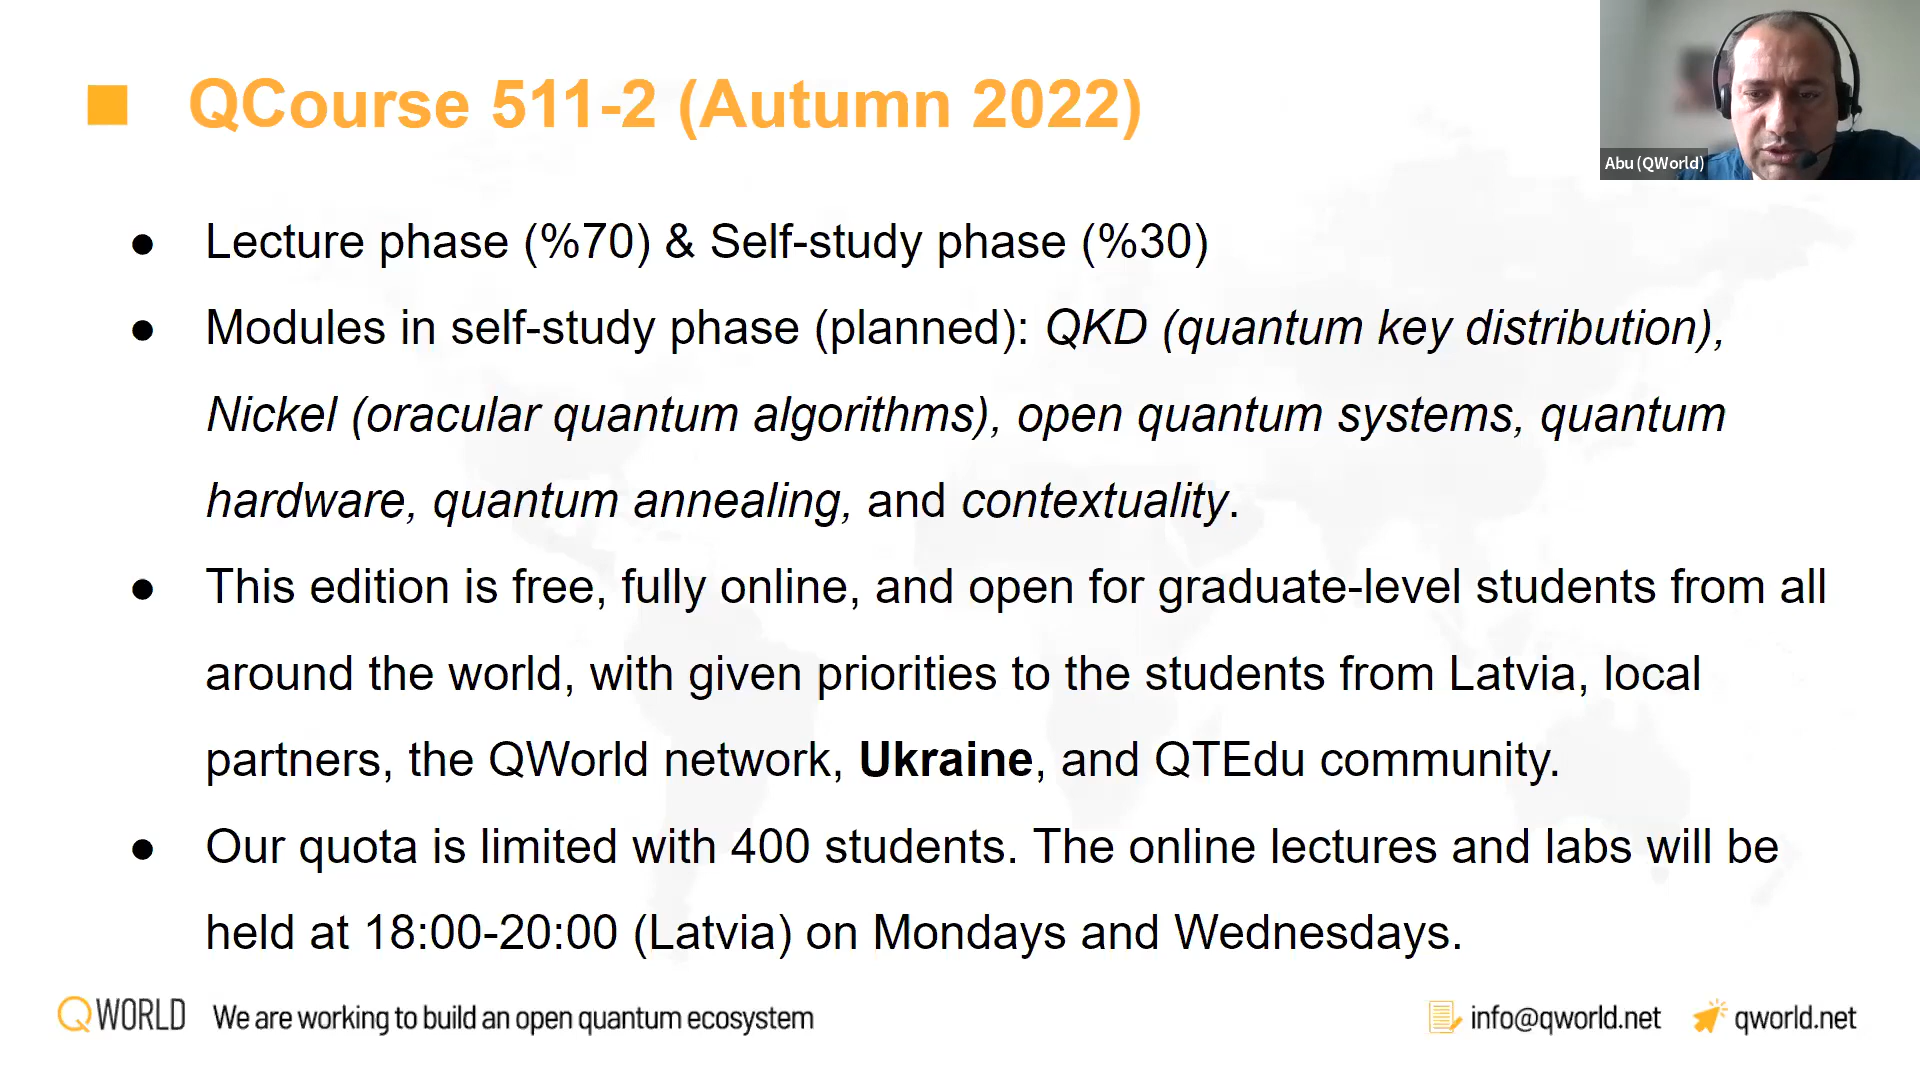 QCourse 511-2 (Autumn 2022)
Abu (QWorld)
● Lecture phase (%70) & Self-study phase (%30)
● Modules in self-study phase (planned): QKD (quantum key distribution),
Nickel (oracular quantum algorithms), open quantum systems, quantum
hardware, quantum annealing, and contextuality.
● This edition is free, fully online, and open for graduate-level students from all
around the world, with given priorities to the students from Latvia, local
partners, the QWorld network, Ukraine, and QTEdu community.
● Our quota is limited with 400 students. The online lectures and labs will be
held at 18:00-20:00 (Latvia) on Mondays and Wednesdays.
QWORLD We are working to build an open quantum ecosystem info@qworld.net qworld.net